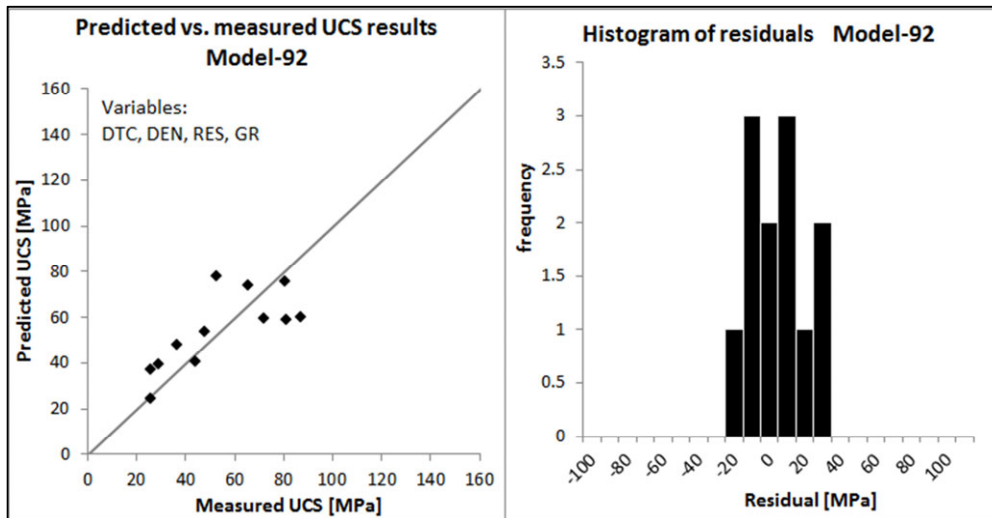 Predicted vs. measured UCS results
Model-92
160
140
120
100
80
60
40
20
0
Predicted UCS [MPa]
Variables:
DTC, DEN, RES, GR
0 20 40 60 80 100 120 140 160
Measured UCS [MPa]
Histogram of residuals Model-92
3.5
3
2.5
2
1.5
1
0.5
0
frequency
-100 -80 -60 -40 -20 0 20 40 60 80 100
Residual [MPa]